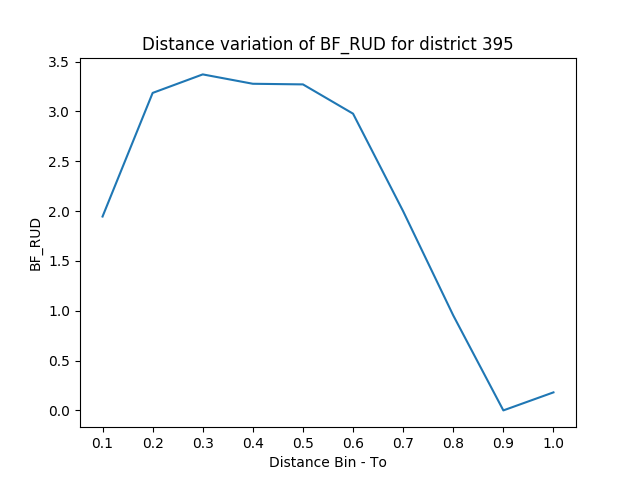 Distance variation of BF_RUD for district 395
3.5
3.0
2.5
2.0
1.5
1.0
0.5
0.0
BF_RUD
0.1 0.2 0.3 0.4 0.5 0.6 0.7 0.8 0.9 1.0
Distance Bin - To